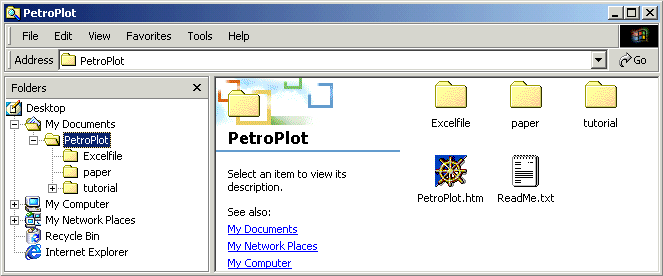 PetroPlot
File Edit View Favorites Tools Help
Address PetroPlot Go
Folders
Desktop
My Documents
PetroPlot
Excelfile
paper
tutorial
My Computer
My Network Places
Recycle Bin
Internet Explorer
PetroPlot
Select an item to view its
description.
See also:
My Documents
My Network Places
My Computer
Excelfile paper tutorial
PetroPlot.htm ReadMe.txt